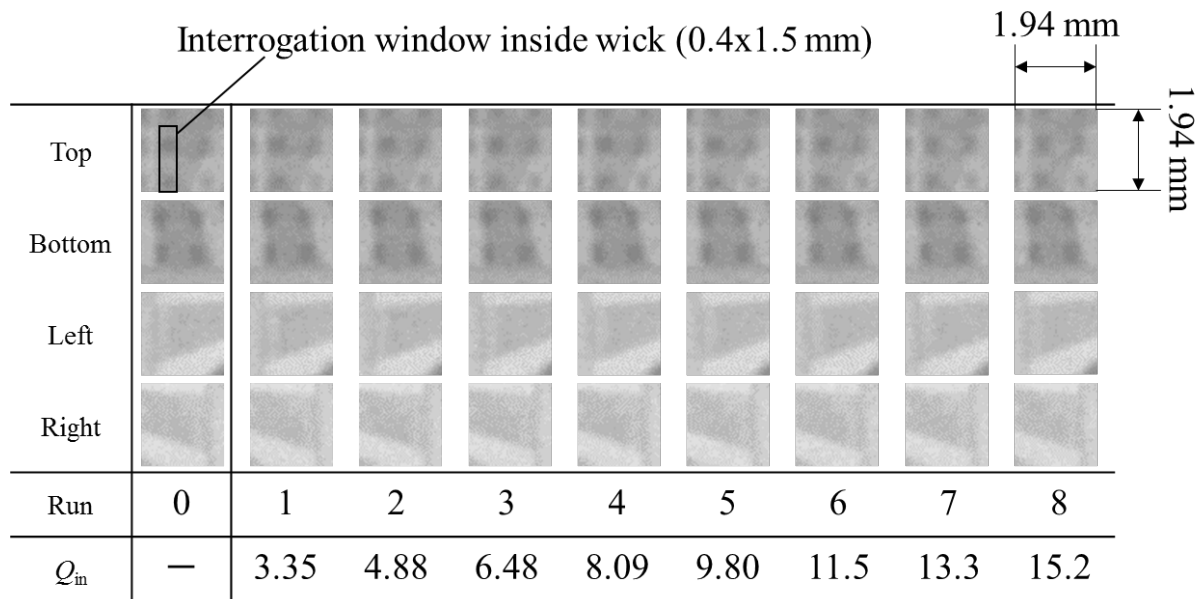 Interrogation window inside wick (0.4x1.5 mm)
1.94 mm
1.94 mm
Top
Bottom
Left
Right
Run 0 1 2 3 4 5 6 7 8
Qin — 3.35 4.88 6.48 8.09 9.80 11.5 13.3 15.2